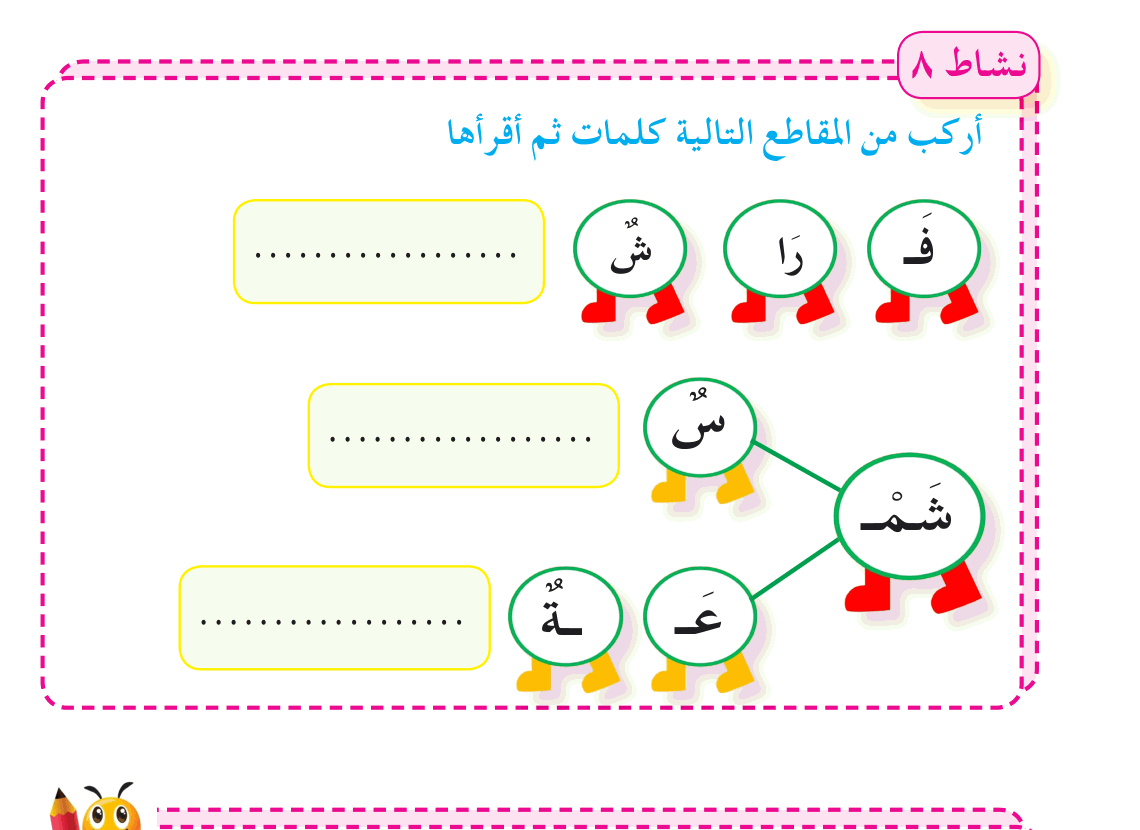 نشاط ٨
أركب من المقاطع التالية كلمات ثم أقرأها
فَـ رَا شٌ ..................
سٌ ..................
شَمْـ
عَـ ـةٌ ..................